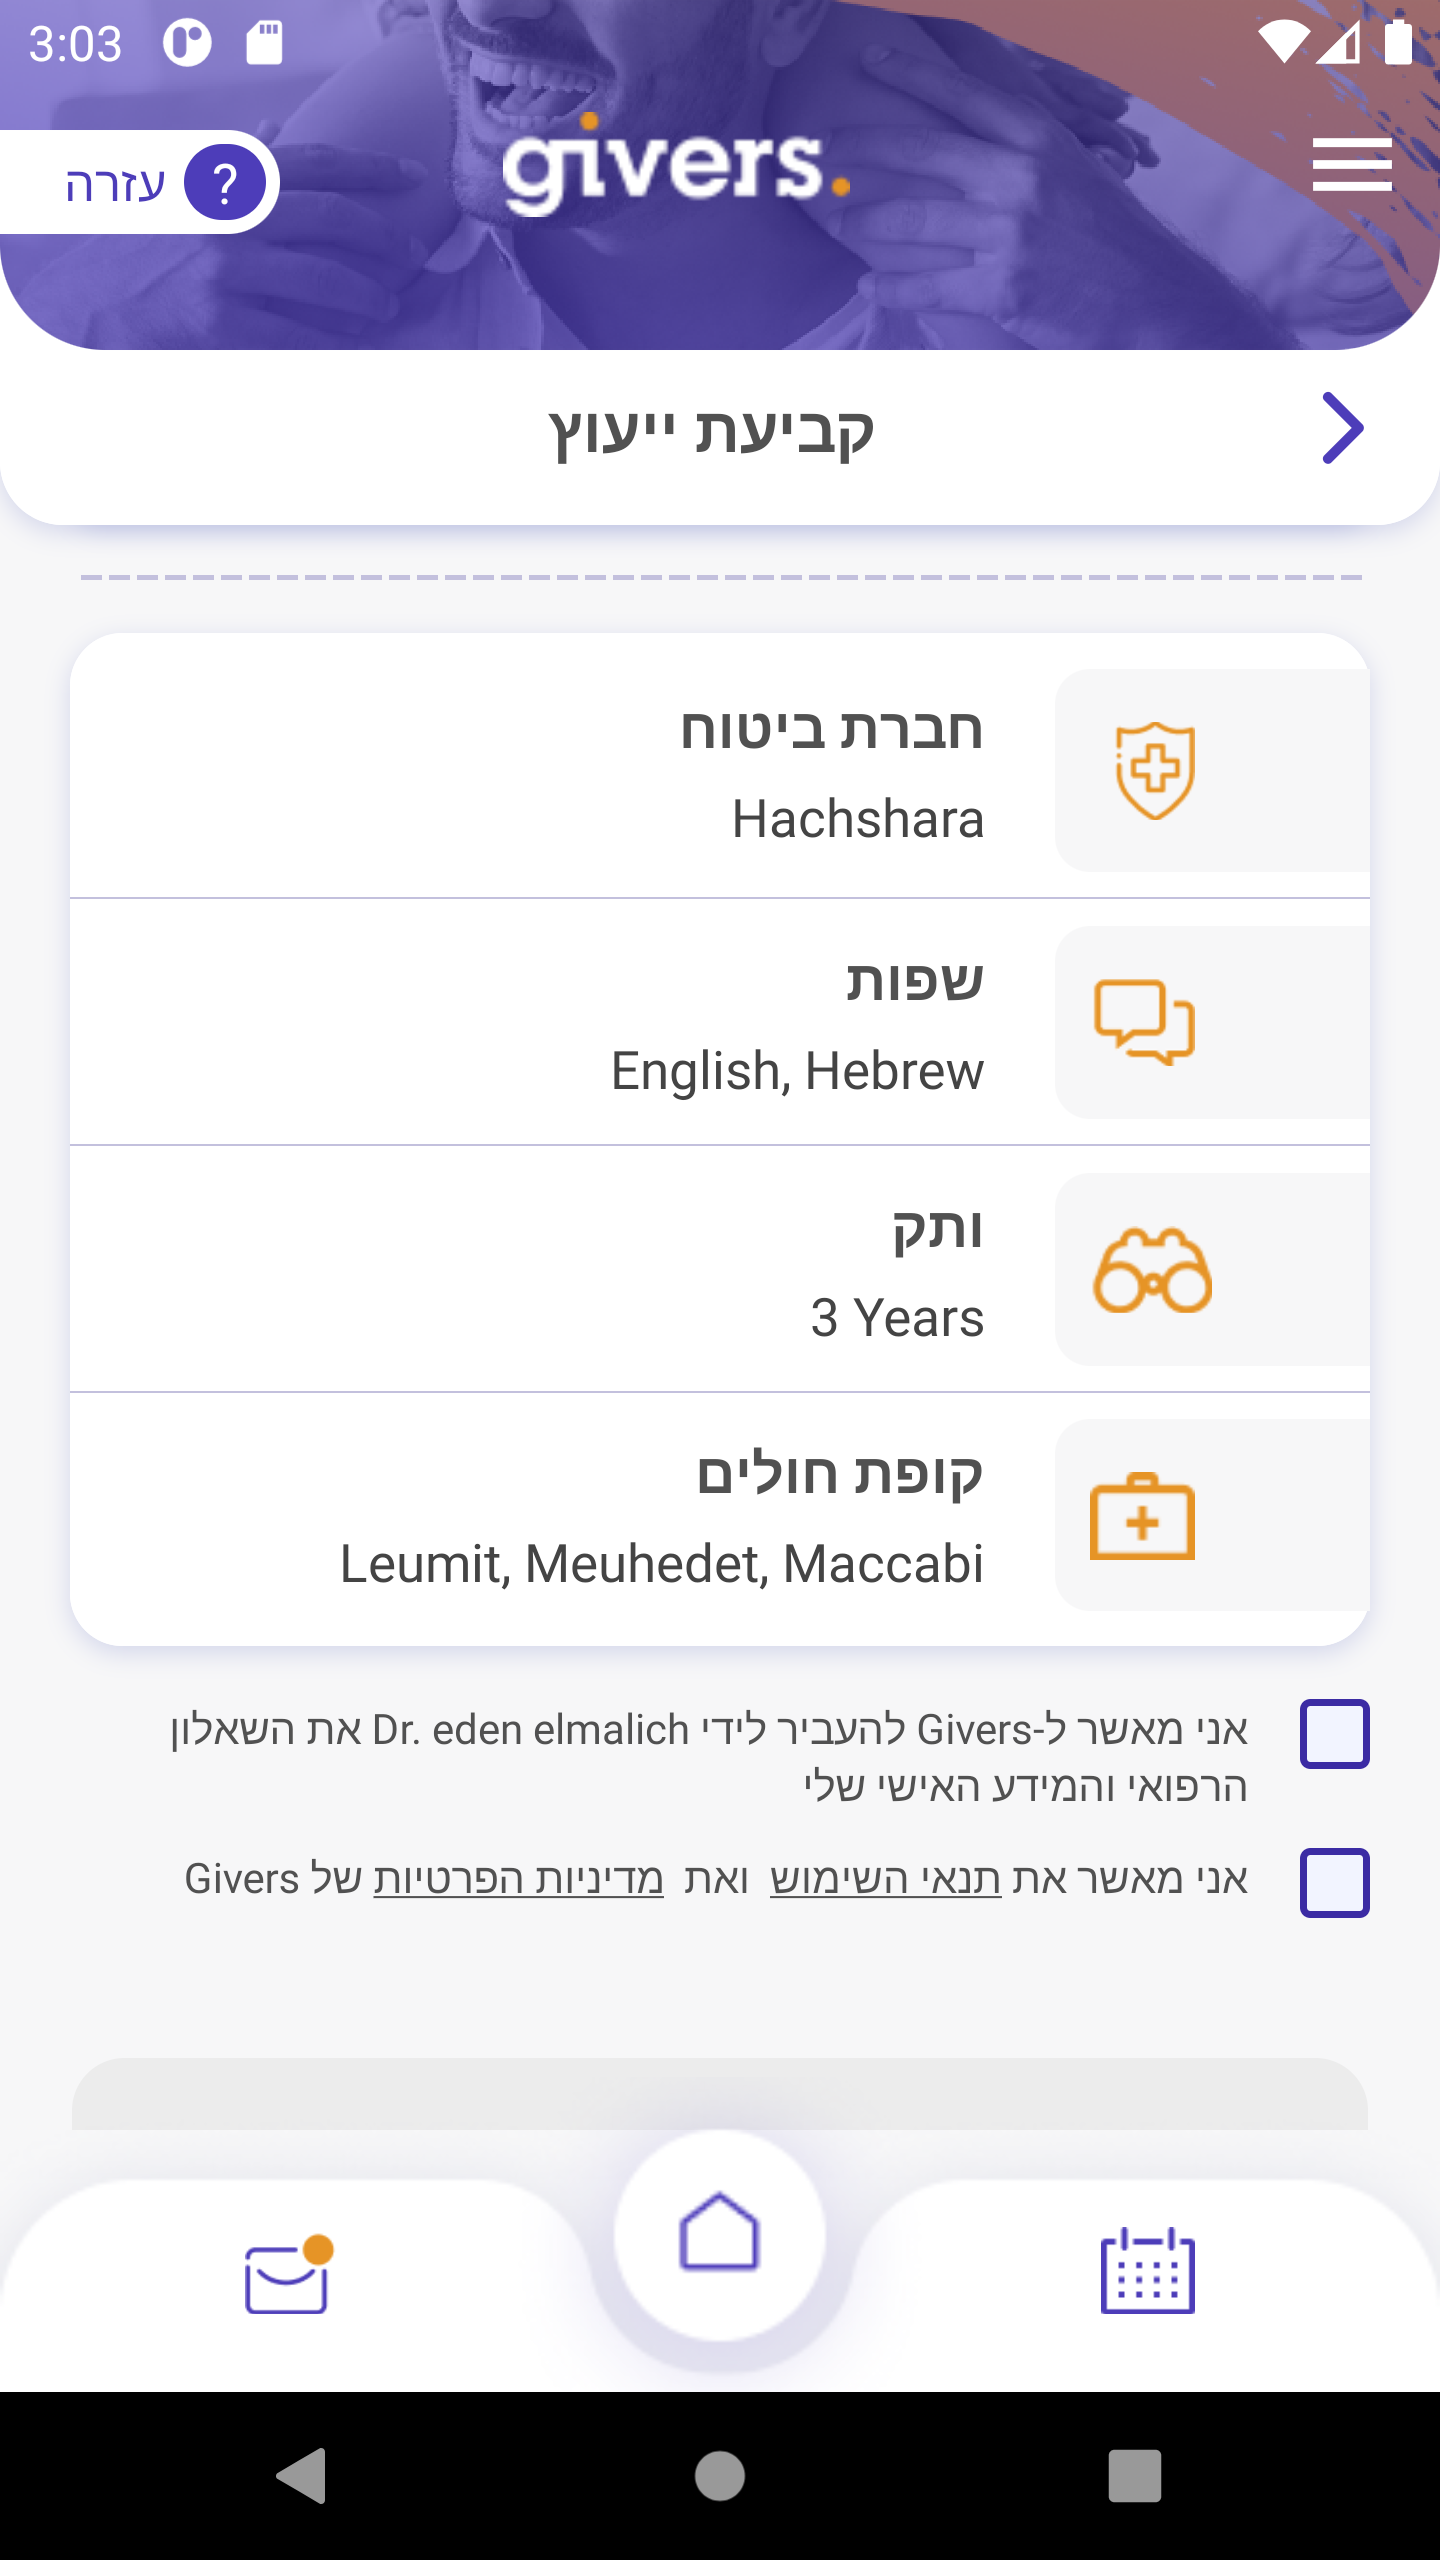 3:03
givers.
עזרה ?
קביעת ייעוץ
חברת ביטוח
Hachshara
שפות
English, Hebrew
ותק
3 Years
קופת חולים
Leumit, Meuhedet, Maccabi
אני מאשר ל-Givers להעביר לידי Dr. eden elmalich את השאלון
הרפואי והמידע האישי שלי
אני מאשר את תנאי השימוש ואת מדיניות הפרטיות של Givers